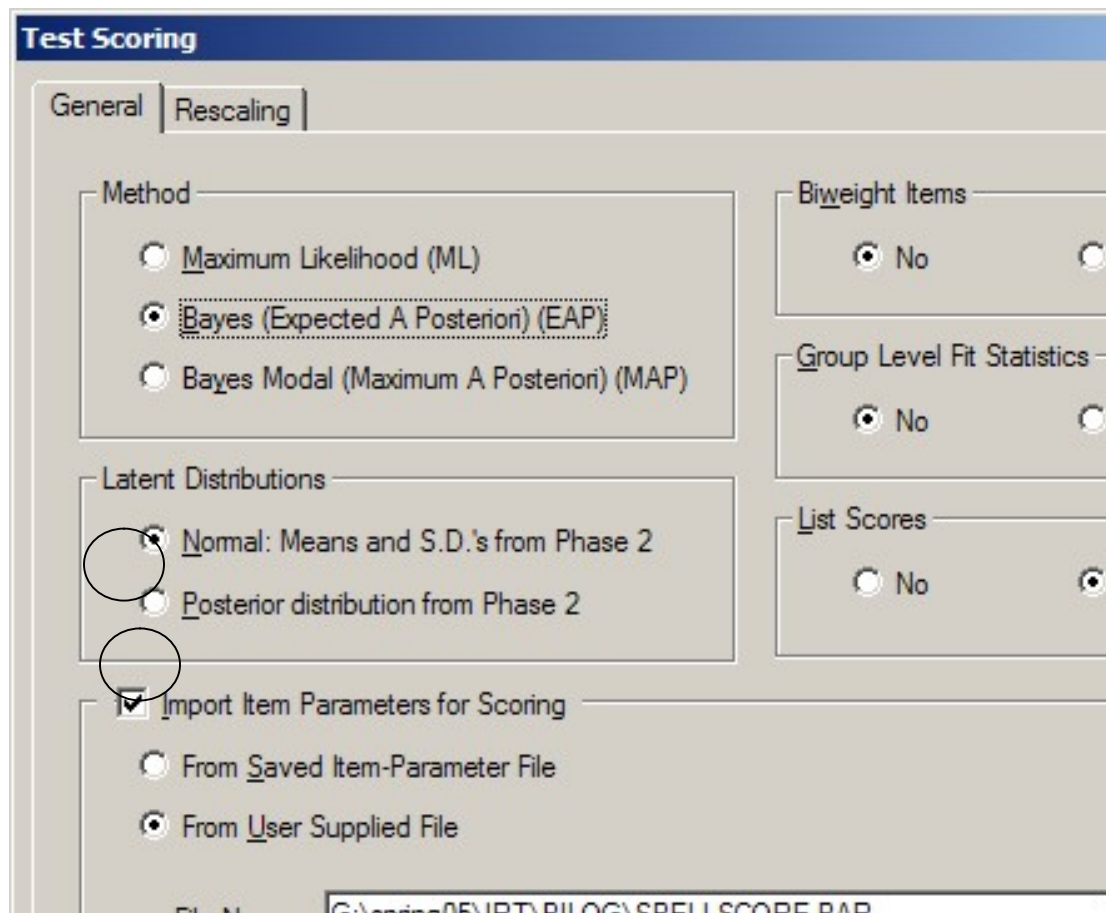 Test Scoring
General
Rescaling
Method
Maximum Likelihood (ML)
Bayes (Expected A Posteriori) (EAP)
Bayes Modal (Maximum A Posteriori) (MAP)
Biweight Items
No
Group Level Fit Statistics
No
Latent Distributions
Normal: Means and S.D.'s from Phase 2
Posterior distribution from Phase 2
List Scores
No
Import Item Parameters for Scoring
From Saved Item-Parameter File
From User Supplied File